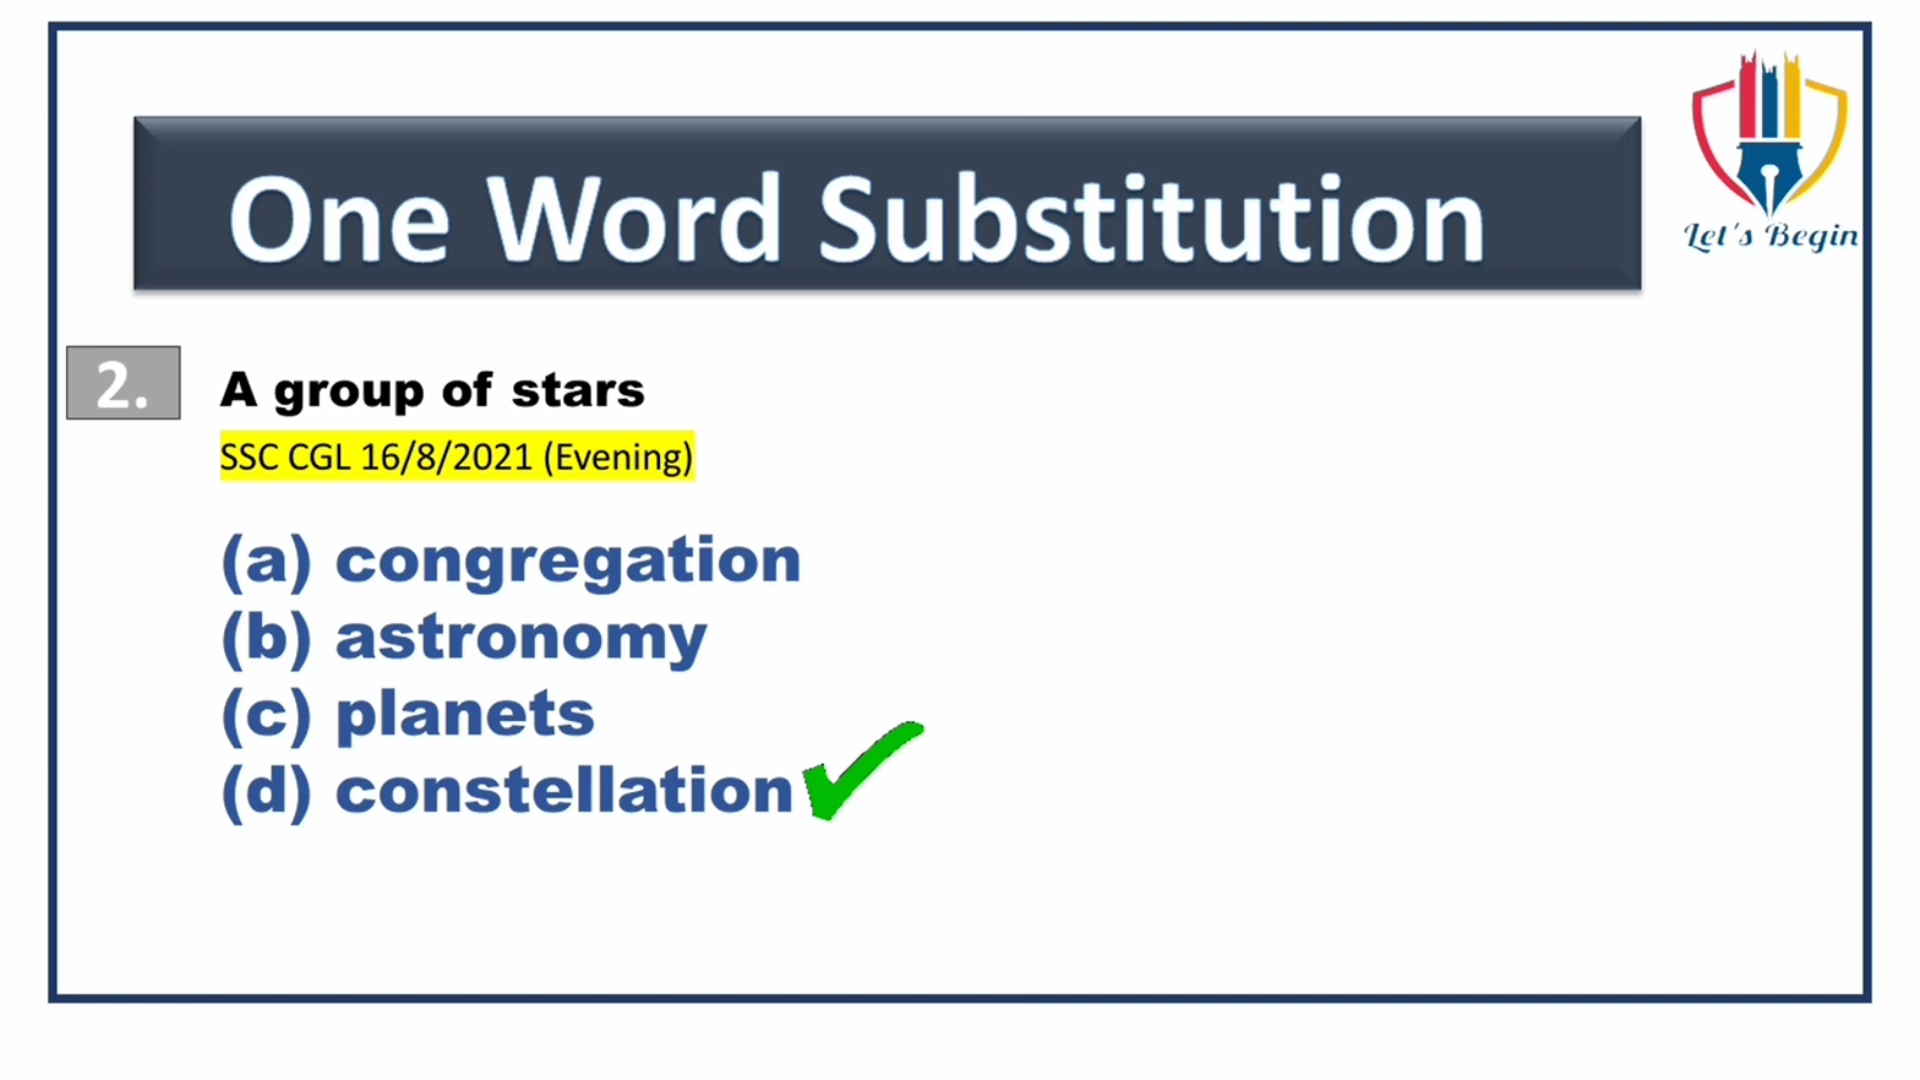 One Word Substitution
Let's Begin
2. A group of stars
SSC CGL 16/8/2021 (Evening)
(a) congregation
(b) astronomy
(c) planets
(d) constellation